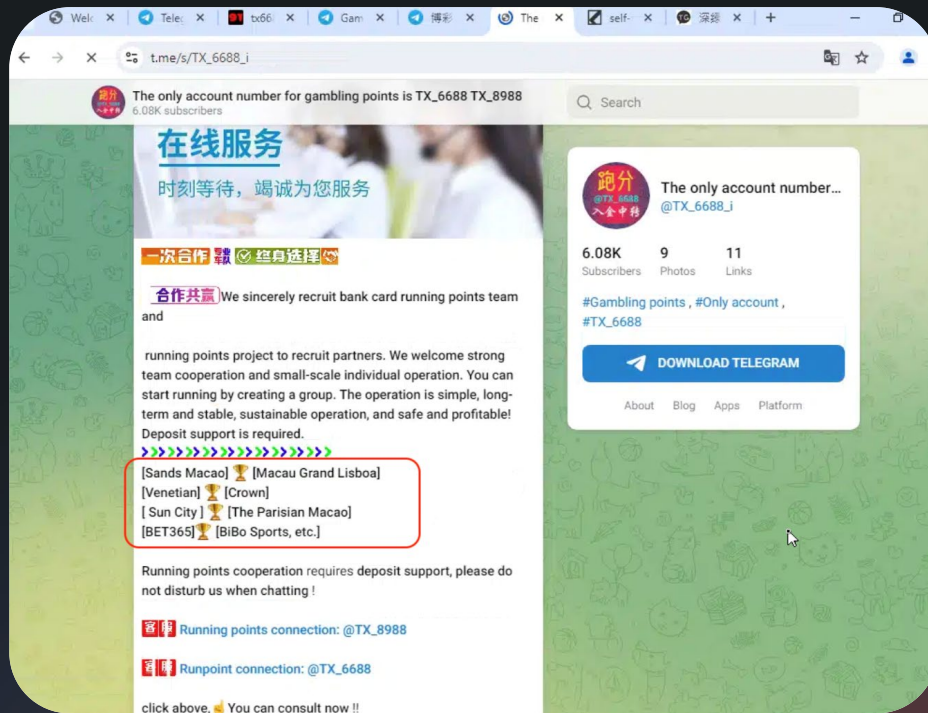 Welc
Teleg
tx66
Gam
博彩
The
self-
深
t.me/s/TX_6688_i
The only account number for gambling points is TX_6688 TX_8988
6.08K subscribers
Search
在线服务
时刻等待，竭诚为您服务
一次合作 终身选择
合作共赢 We sincerely recruit bank card running points team
and
running points project to recruit partners. We welcome strong
team cooperation and small-scale individual operation. You can
start running by creating a group. The operation is simple, long-
term and stable, sustainable operation, and safe and profitable!
Deposit support is required.
[Sands Macao] 🏆 [Macau Grand Lisboa]
[Venetian] 🏆 [Crown]
[ Sun City ] 🏆 [The Parisian Macao]
[BET365]🏆 [BiBo Sports, etc.]
Running points cooperation requires deposit support, please do
not disturb us when chatting !
客服 Running points connection: @TX_8988
客服 Runpoint connection: @TX_6688
click above, ☝ You can consult now !!
跑分
@TX_6688
入金中转
The only account number...
@TX_6688_i
6.08K 9 11
Subscribers Photos Links
#Gambling points , #Only account ,
#TX_6688
DOWNLOAD TELEGRAM
About Blog Apps Platform